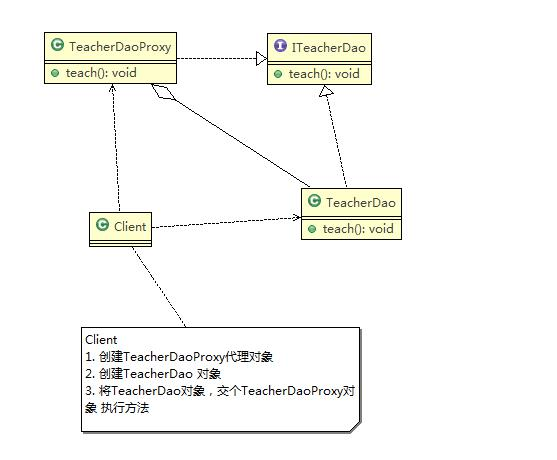 TeacherDaoProxy
teach(): void
ITeacherDao
teach(): void
TeacherDao
teach(): void
Client
Client
1. 创建TeacherDaoProxy代理对象
2. 创建TeacherDao 对象
3. 将TeacherDao对象，交个TeacherDaoProxy对
象 执行方法